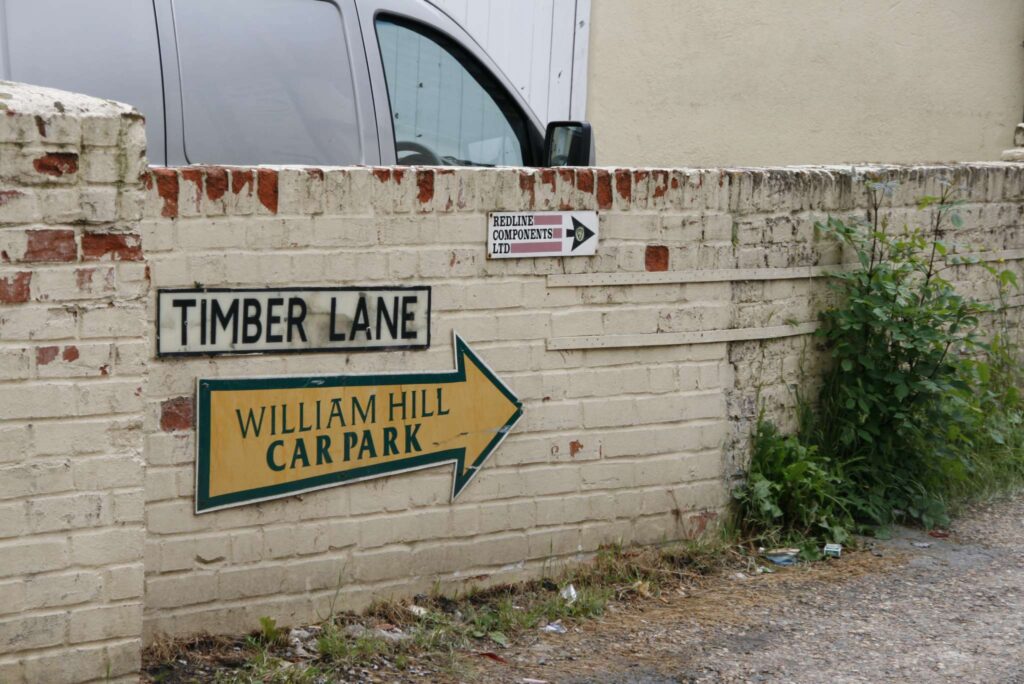 REDLINE
COMPONENTS
LTD
TIMBER LANE
WILLIAM HILL
CAR PARK